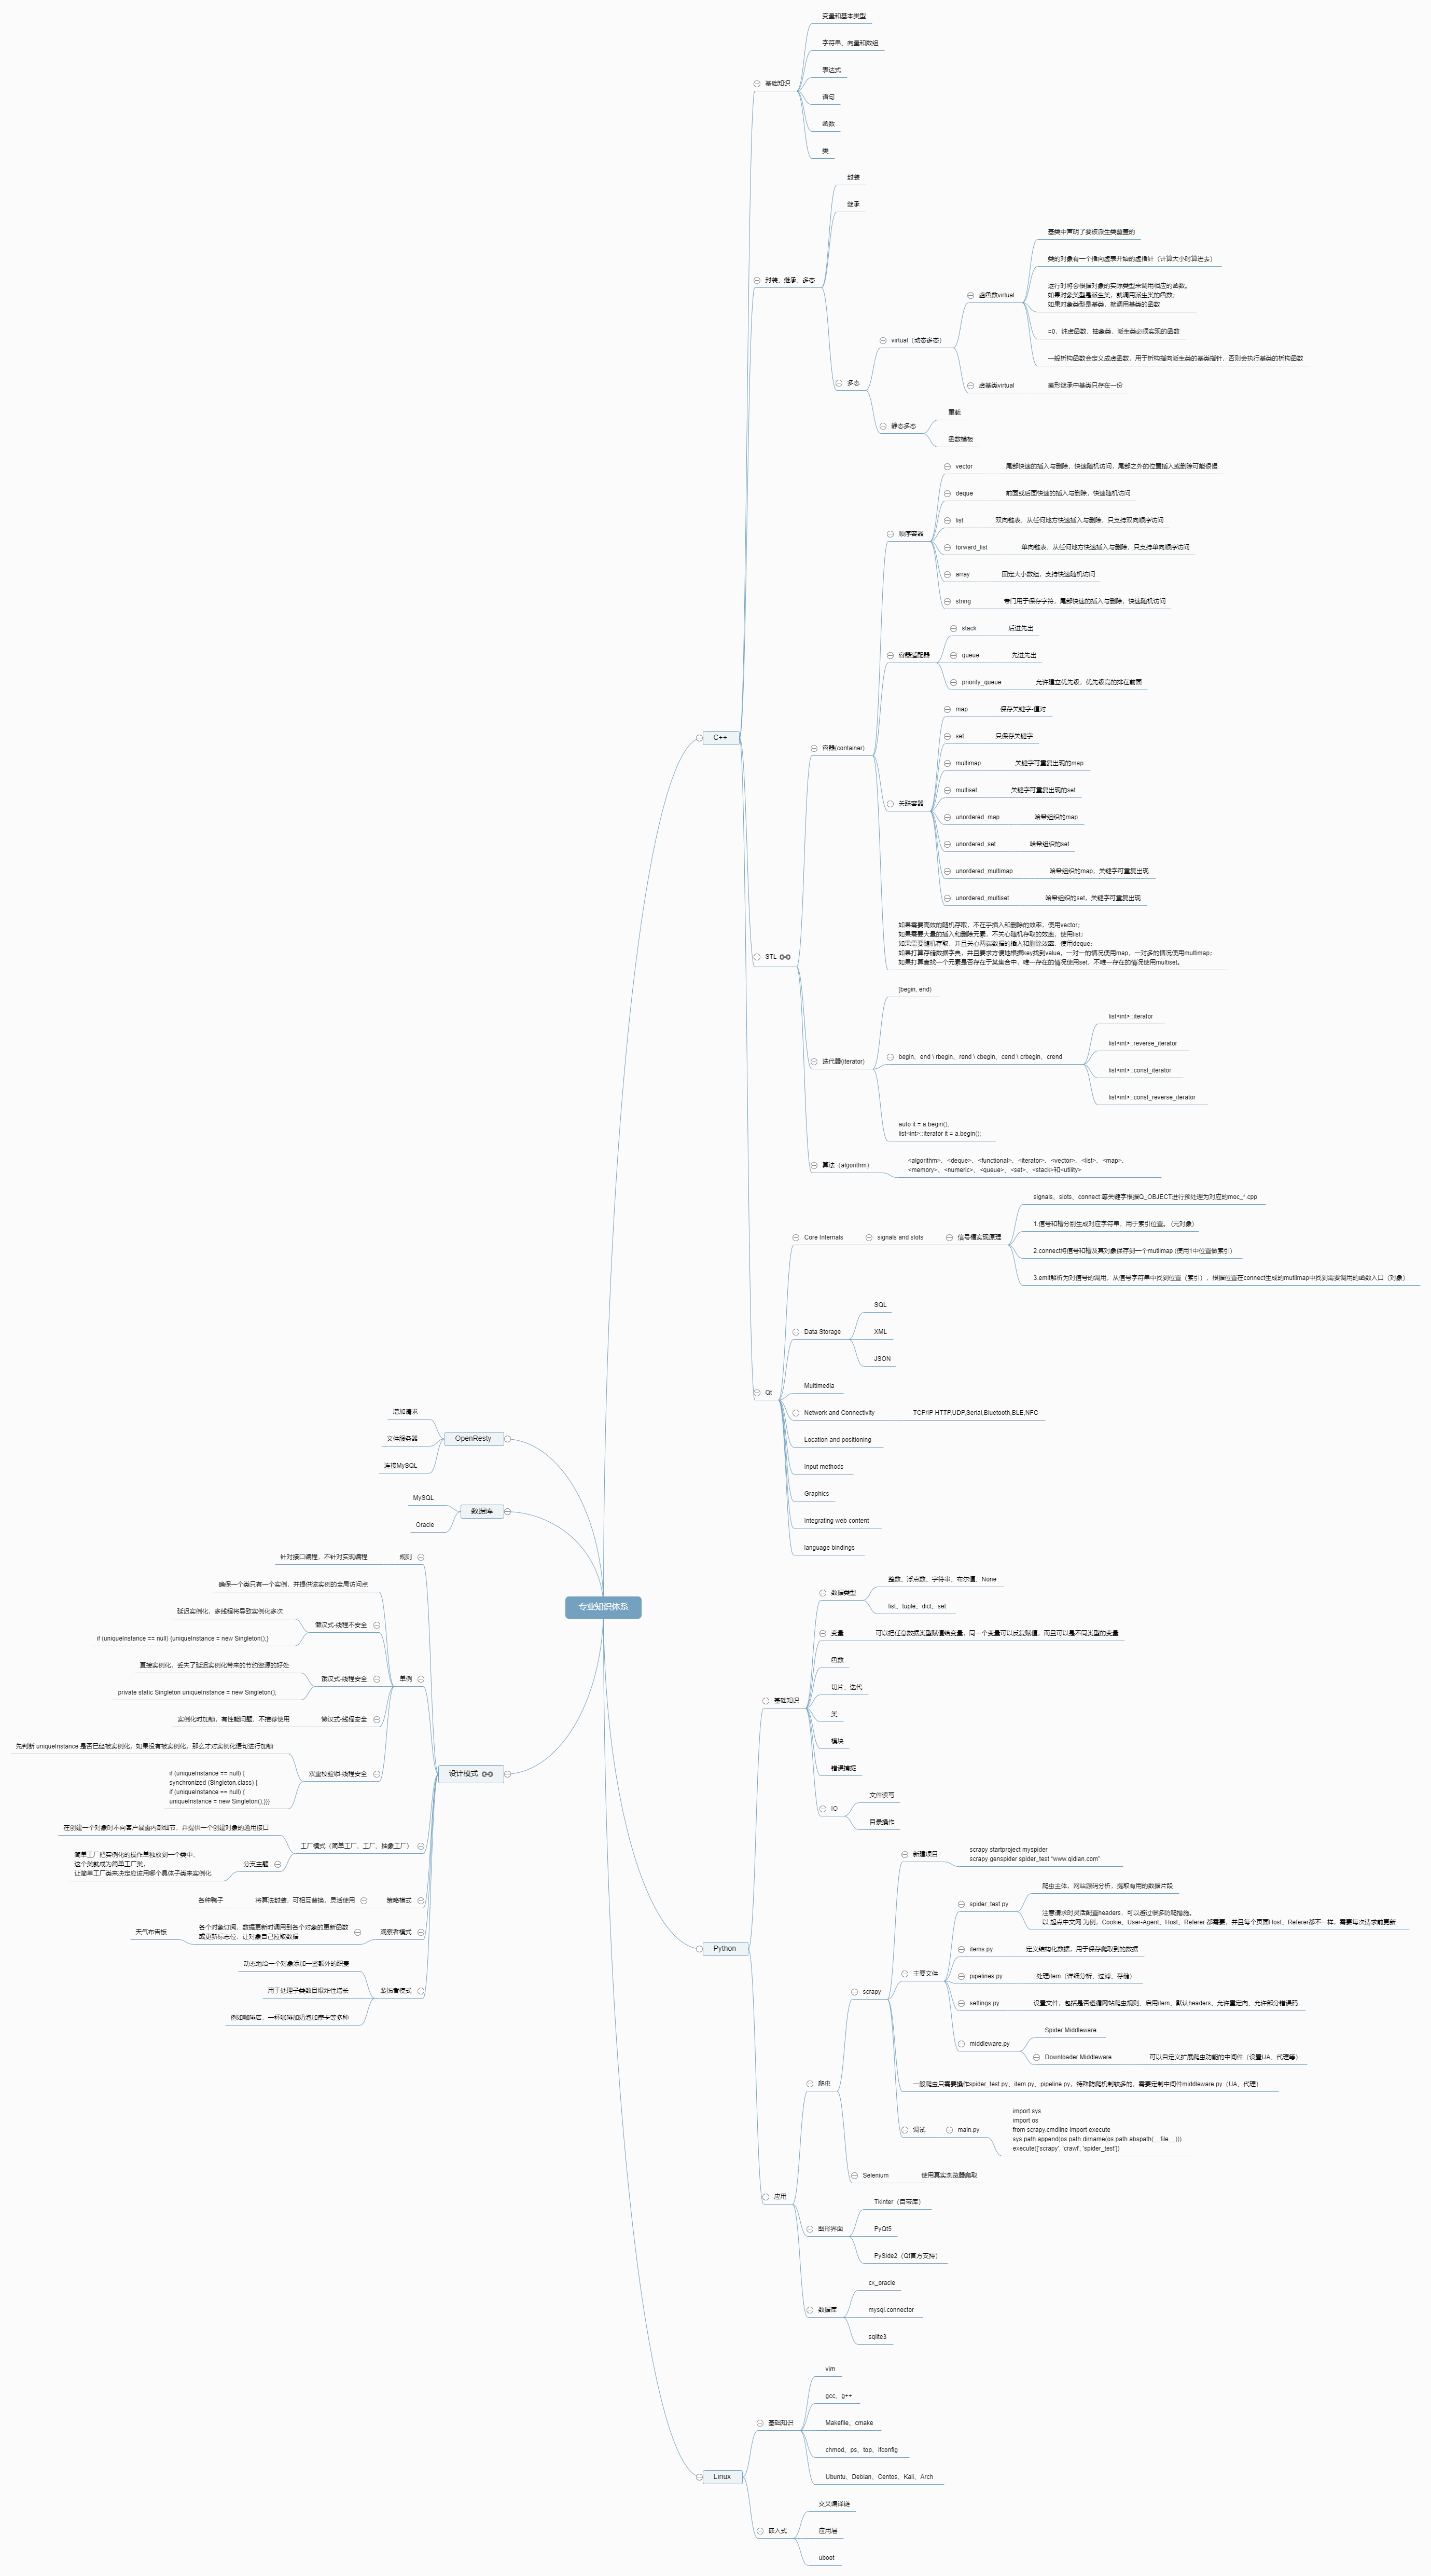 专业知识体系
C++
基础知识
变量和基本类型
字符串、向量和数组
表达式
语句
函数
类
封装、继承、多态
封装
继承
多态
virtual（动态多态）
虚函数virtual
基类中声明了要被派生类覆盖的
类的对象有一个指向虚表开始的虚指针（计算大小时算进去）
运行时将会根据对象的实际类型来调用相应的函数。
如果对象类型是派生类，就调用派生类的函数；
如果对象类型是基类，就调用基类的函数
=0，纯虚函数，抽象类，派生类必须实现的函数
一般析构函数会定义成虚函数，用于析构指向派生类的基类指针，否则会执行基类的析构函数
虚基类virtual
菱形继承中基类只存在一份
静态多态
重载
函数模板
STL
容器(container)
顺序容器
vector
尾部快速的插入与删除，快速随机访问，尾部之外的位置插入或删除可能很慢
deque
前面或后面快速的插入与删除，快速随机访问
list
双向链表，从任何地方快速插入与删除，只支持双向顺序访问
forward_list
单向链表，从任何地方快速插入与删除，只支持单向顺序访问
array
固定大小数组，支持快速随机访问
string
专门用于保存字符，尾部快速的插入与删除，快速随机访问
容器适配器
stack
后进先出
queue
先进先出
priority_queue
允许建立优先级，优先级高的排在前面
关联容器
map
保存关键字-值对
set
只保存关键字
multimap
关键字可重复出现的map
multiset
关键字可重复出现的set
unordered_map
哈希组织的map
unordered_set
哈希组织的set
unordered_multimap
哈希组织的map，关键字可重复出现
unordered_multiset
哈希组织的set，关键字可重复出现
如果需要高效的随机存取，不在乎插入和删除的效率，使用vector；
如果需要大量的插入和删除元素，不关心随机存取的效率，使用list；
如果需要随机存取，并且关心两端数据的插入和删除效率，使用deque；
如果打算存储数据字典，并且要求方便地根据key找到value，一对一的情况使用map，一对多的情况使用multimap；
如果打算查找一个元素是否存在于某集合中，唯一存在的情况使用set，不唯一存在的情况使用multiset。
迭代器(iterator)
[begin, end)
begin、end \ rbegin、rend \ cbegin、cend \ crbegin、crend
list<int>::iterator
list<int>::reverse_iterator
list<int>::const_iterator
list<int>::const_reverse_iterator
auto it = a.begin();
list<int>::iterator it = a.begin();
算法（algorithm）
<algorithm>、<deque>、<functional>、<iterator>、<vector>、<list>、<map>、
<memory>、<numeric>、<queue>、<set>、<stack>和<utility>
Qt
Core Internals
signals and slots
信号槽实现原理
signals、slots、connect 等关键字根据Q_OBJECT进行预处理为对应的moc_*.cpp
1.信号和槽分别生成对应字符串，用于索引位置。（元对象）
2.connect将信号和槽及其对象保存到一个mutlimap (使用1中位置做索引)
3.emit解析为对信号的调用，从信号字符串中找到位置（索引），根据位置在connect生成的mutlimap中找到需要调用的函数入口（对象）
Data Storage
SQL
XML
JSON
Multimedia
Network and Connectivity
TCP/IP HTTP,UDP,Serial,Bluetooth,BLE,NFC
Location and positioning
Input methods
Graphics
Integrating web content
language bindings
OpenResty
增加请求
文件服务器
连接MySQL
数据库
MySQL
Oracle
设计模式
规则
针对接口编程，不针对实现编程
单例
确保一个类只有一个实例，并提供该实例的全局访问点
懒汉式-线程不安全
延迟实例化，多线程将导致实例化多次
if (uniqueInstance == null) {uniqueInstance = new Singleton();}
饿汉式-线程安全
直接实例化，丢失了延迟实例化带来的节约资源的好处
private static Singleton uniqueInstance = new Singleton();
懒汉式-线程安全
实例化时加锁，有性能问题，不推荐使用
双重校验锁-线程安全
先判断 uniqueInstance 是否已经被实例化，如果没有被实例化，那么才对实例化语句进行加锁
if (uniqueInstance == null) {
synchronized (Singleton.class) {
if (uniqueInstance == null) {
uniqueInstance = new Singleton();}}}
工厂模式（简单工厂、工厂、抽象工厂）
在创建一个对象时不向客户暴露内部细节，并提供一个创建对象的通用接口
分支主题
简单工厂把实例化的操作单独放到一个类中，
这个类就成为简单工厂类，
让简单工厂类来决定应该用哪个具体子类来实例化
策略模式
将算法封装，可相互替换，灵活使用
各种鸭子
观察者模式
各个对象订阅，数据更新时调用到各个对象的更新函数
或更新标志位，让对象自己拉取数据
天气布告板
装饰者模式
动态地给一个对象添加一些额外的职责
用于处理子类数目爆炸性增长
例如咖啡店，一杯咖啡加奶泡加摩卡等多种
Python
基础知识
数据类型
整数、浮点数、字符串、布尔值、None
list、tuple、dict、set
变量
可以把任意数据类型赋值给变量，同一个变量可以反复赋值，而且可以是不同类型的变量
函数
切片、迭代
类
模块
错误捕捉
IO
文件读写
目录操作
应用
爬虫
scrapy
新建项目
scrapy startproject myspider
scrapy genspider spider_test “www.qidian.com”
主要文件
spider_test.py
爬虫主体，网站源码分析，提取有用的数据片段
注意请求时灵活配置headers，可以通过很多防爬措施。
以 起点中文网 为例，Cookie、User-Agent、Host、Referer 都需要，并且每个页面Host、Referer都不一样，需要每次请求前更新
items.py
定义结构化数据，用于保存爬取到的数据
pipelines.py
处理item（详细分析、过滤、存储）
settings.py
设置文件，包括是否遵循网站爬虫规则、启用item、默认headers、允许重定向、允许部分错误码
middleware.py
Spider Middleware
Downloader Middleware
可以自定义扩展爬虫功能的中间件（设置UA、代理等）
一般爬虫只需要操作spider_test.py、item.py、pipeline.py，特殊防爬机制较多的，需要定制中间件middleware.py（UA、代理）
调试
main.py
import sys
import os
from scrapy.cmdline import execute
sys.path.append(os.path.dirname(os.path.abspath(__file__)))
execute(['scrapy', 'crawl', 'spider_test'])
Selenium
使用真实浏览器爬取
图形界面
Tkinter（自带库）
PyQt5
PySide2（Qt官方支持）
数据库
cx_oracle
mysql.connector
sqlite3
Linux
基础知识
vim
gcc、g++
Makefile、cmake
chmod、ps、top、ifconfig
Ubuntu、Debian、Centos、Kali、Arch
嵌入式
交叉编译链
应用层
uboot